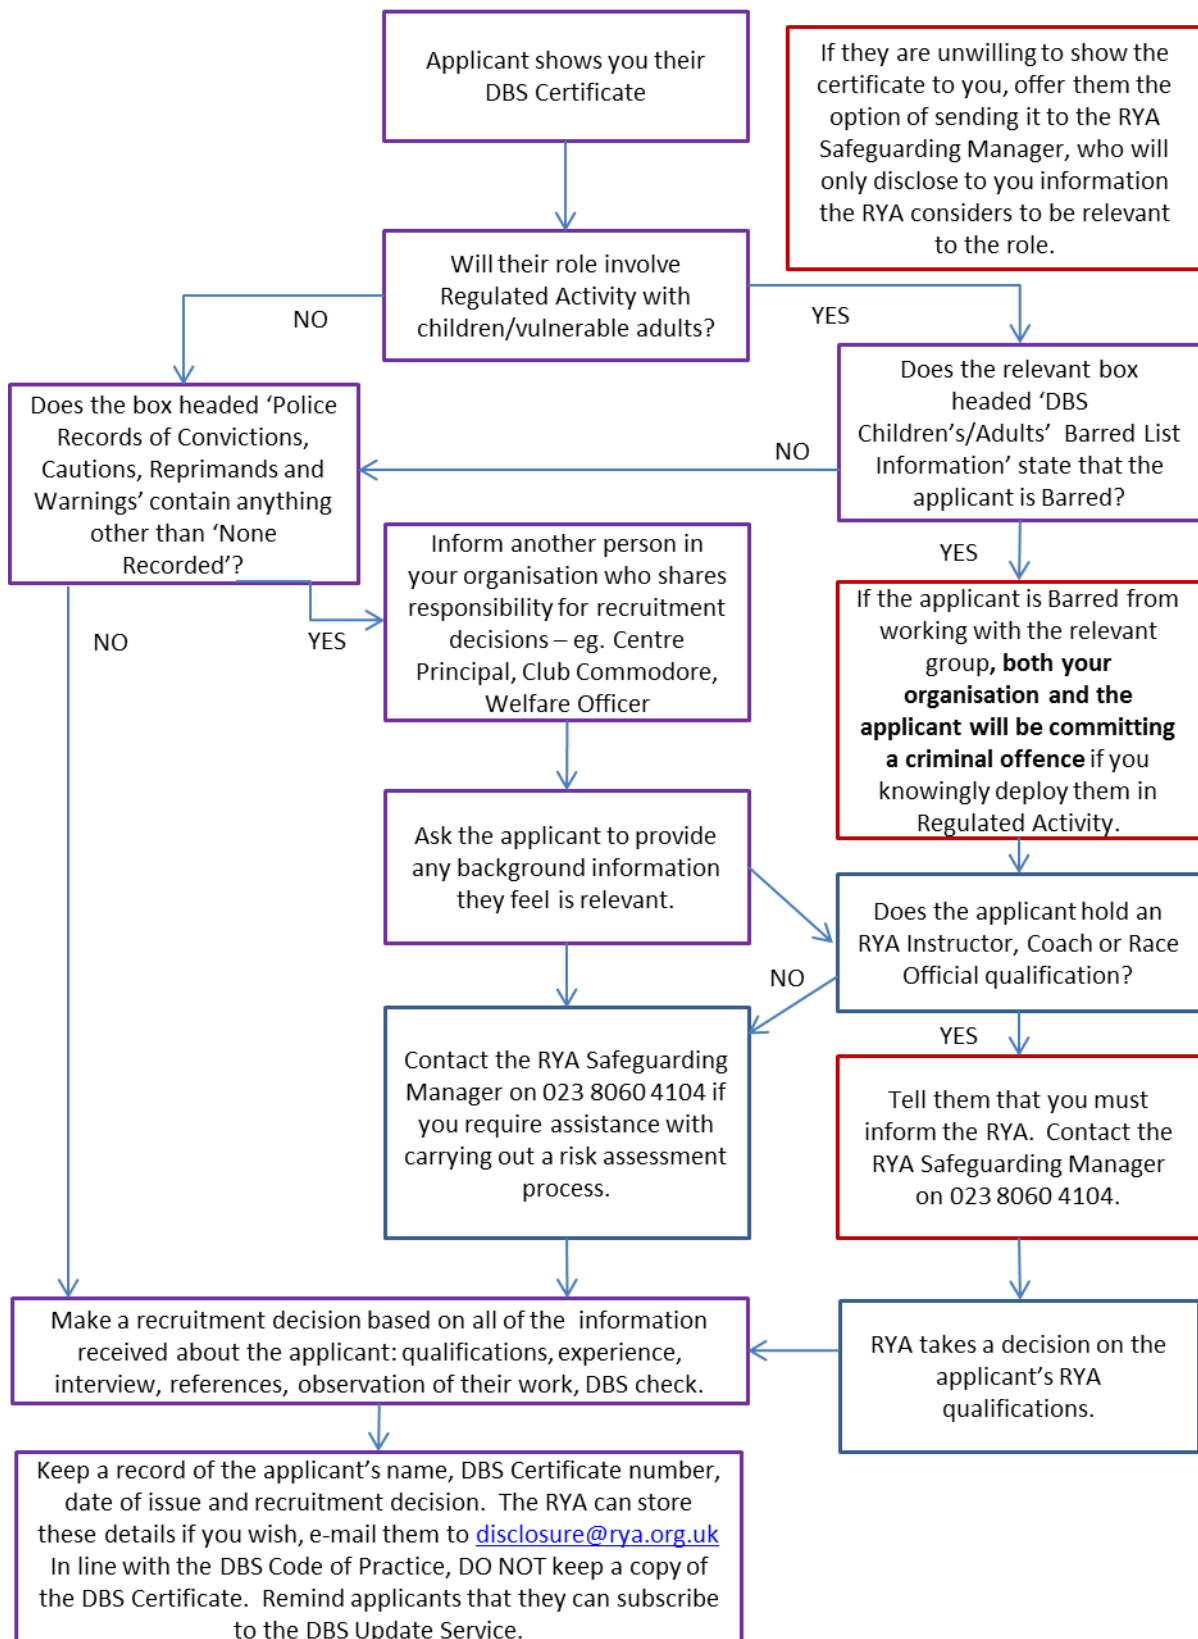 Applicant shows you their
DBS Certificate
If they are unwilling to show the
certificate to you, offer them the
option of sending it to the RYA
Safeguarding Manager, who will
only disclose to you information
the RYA considers to be relevant
to the role.
Will their role involve
Regulated Activity with
children/vulnerable adults?
NO
YES
Does the relevant box
headed ‘DBS
Children’s/Adults’ Barred List
Information’ state that the
applicant is Barred?
NO
Does the box headed ‘Police
Records of Convictions,
Cautions, Reprimands and
Warnings’ contain anything
other than ‘None
Recorded’?
YES
NO
YES
Inform another person in
your organisation who shares
responsibility for recruitment
decisions – eg. Centre
Principal, Club Commodore,
Welfare Officer
If the applicant is Barred from
working with the relevant
group, both your
organisation and the
applicant will be committing
a criminal offence if you
knowingly deploy them in
Regulated Activity.
Ask the applicant to provide
any background information
they feel is relevant.
Does the applicant hold an
RYA Instructor, Coach or Race
Official qualification?
NO
YES
Contact the RYA Safeguarding
Manager on 023 8060 4104 if
you require assistance with
carrying out a risk assessment
process.
Tell them that you must
inform the RYA. Contact the
RYA Safeguarding Manager
on 023 8060 4104.
Make a recruitment decision based on all of the information
received about the applicant: qualifications, experience,
interview, references, observation of their work, DBS check.
RYA takes a decision on the
applicant’s RYA
qualifications.
Keep a record of the applicant’s name, DBS Certificate number,
date of issue and recruitment decision. The RYA can store
these details if you wish, e-mail them to disclosure@rya.org.uk
In line with the DBS Code of Practice, DO NOT keep a copy of
the DBS Certificate. Remind applicants that they can subscribe
to the DBS Update Service.